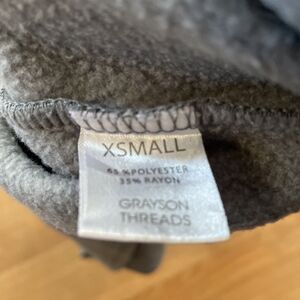 XSMALL
65 %POLYESTER
35% RAYON
GRAYSON
THREADS